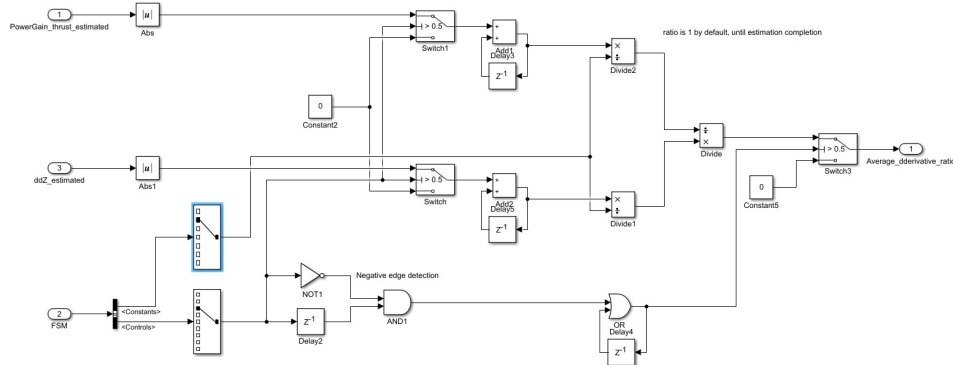 1
PowerGain_thrust_estimated
|u|
Abs
> 0.5
Switch1
+
+
Add1
Delay3
Z-1
ratio is 1 by default, until estimation completion
×
÷
Divide2
0
Constant2
÷
×
Divide
> 0.5
Switch3
1
Average_dderivative_ratio
3
ddZ_estimated
|u|
Abs1
> 0.5
Switch
+
+
Add2
Delay5
Z-1
×
÷
Divide1
0
Constant5
NOT1
Negative edge detection
AND1
OR
Delay4
Z-1
2
FSM
<Constants>
<Controls>
Z-1
Delay2